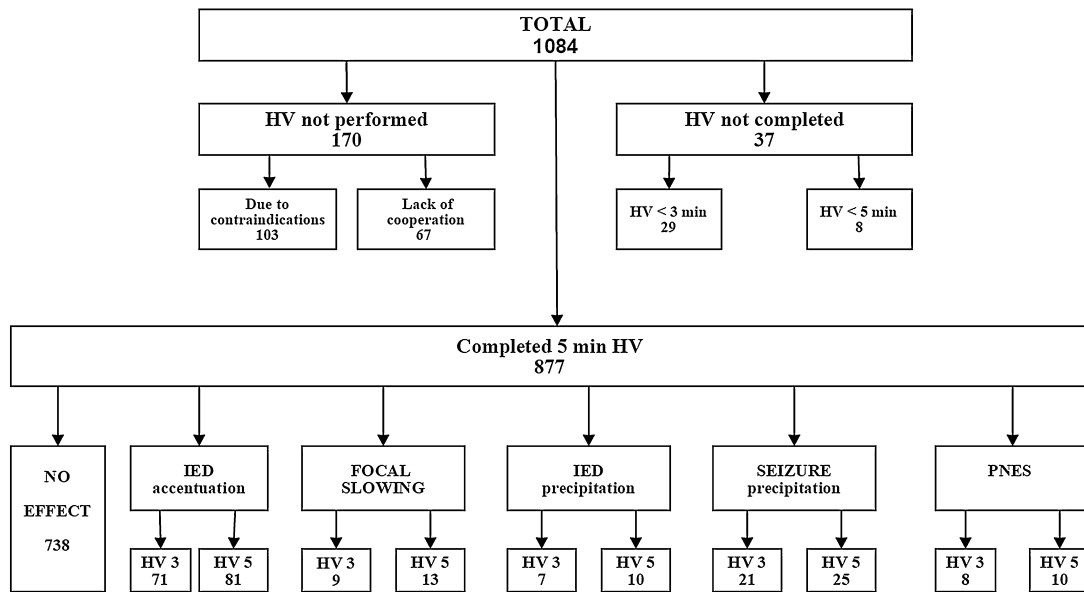 TOTAL
1084
HV not performed
170
HV not completed
37
Due to
contraindications
103
Lack of
cooperation
67
HV < 3 min
29
HV < 5 min
8
Completed 5 min HV
877
NO
EFFECT
738
IED
accentuation
FOCAL
SLOWING
IED
precipitation
SEIZURE
precipitation
PNES
HV 3
71
HV 5
81
HV 3
9
HV 5
13
HV 3
7
HV 5
10
HV 3
21
HV 5
25
HV 3
8
HV 5
10